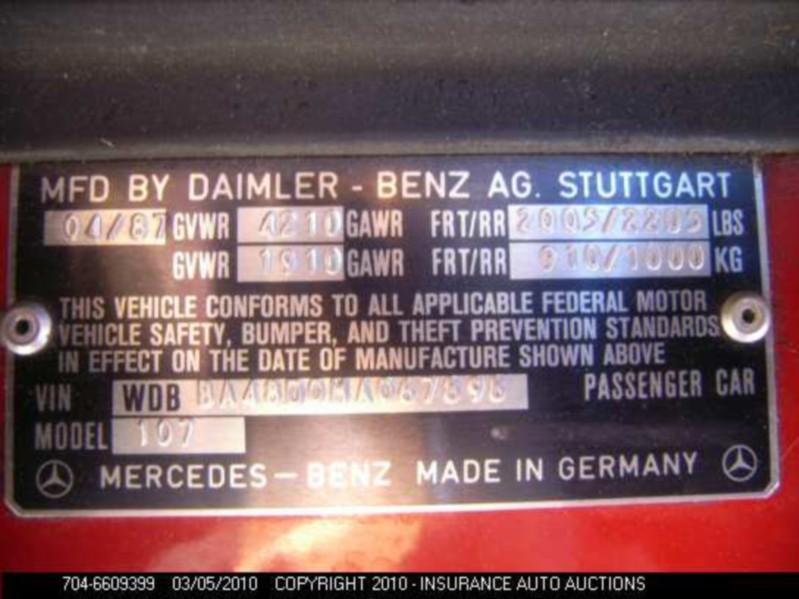 MFD BY DAIMLER - BENZ AG. STUTTGART
04/87 GVWR 4210 GAWR FRT/RR 2005/2205 LBS
GVWR 1910 GAWR FRT/RR 910/1000 KG
THIS VEHICLE CONFORMS TO ALL APPLICABLE FEDERAL MOTOR
VEHICLE SAFETY, BUMPER, AND THEFT PREVENTION STANDARDS
IN EFFECT ON THE DATE OF MANUFACTURE SHOWN ABOVE
VIN WDB PASSENGER CAR
MODEL 107
MERCEDES-BENZ MADE IN GERMANY
704-6609399 03/05/2010 COPYRIGHT 2010 - INSURANCE AUTO AUCTIONS